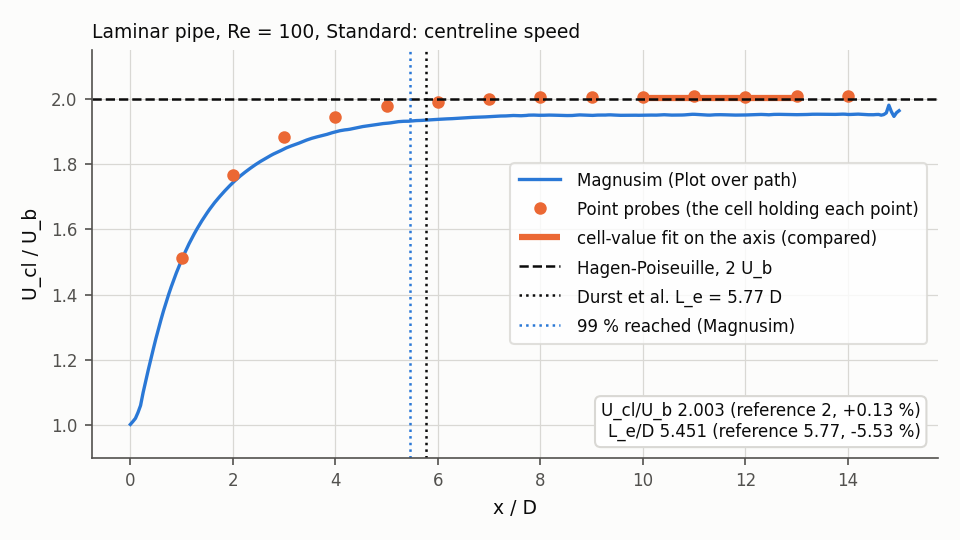 Laminar pipe, Re = 100, Standard: centreline speed
U_cl / U_b
2.0
1.8
1.6
1.4
1.2
1.0
Magnusim (Plot over path)
Point probes (the cell holding each point)
cell-value fit on the axis (compared)
Hagen-Poiseuille, 2 U_b
Durst et al. L_e = 5.77 D
99 % reached (Magnusim)
U_cl/U_b 2.003 (reference 2, +0.13 %)
L_e/D 5.451 (reference 5.77, -5.53 %)
0 2 4 6 8 10 12 14
x / D